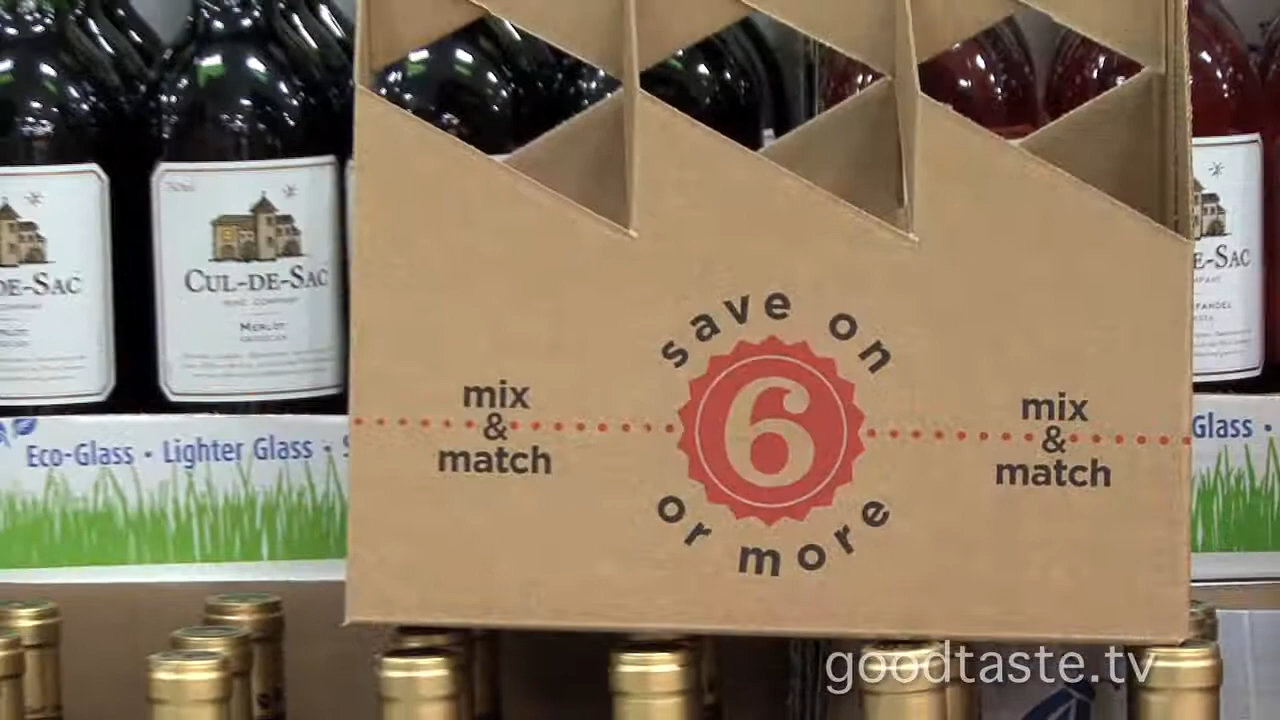 DE-SAC
CUL-DE-SAC
MERLOT
E-SAC
save on
6
or more
mix
&
match
mix
&
match
Eco-Glass • Lighter Glass •
Glass •
goodtaste.tv